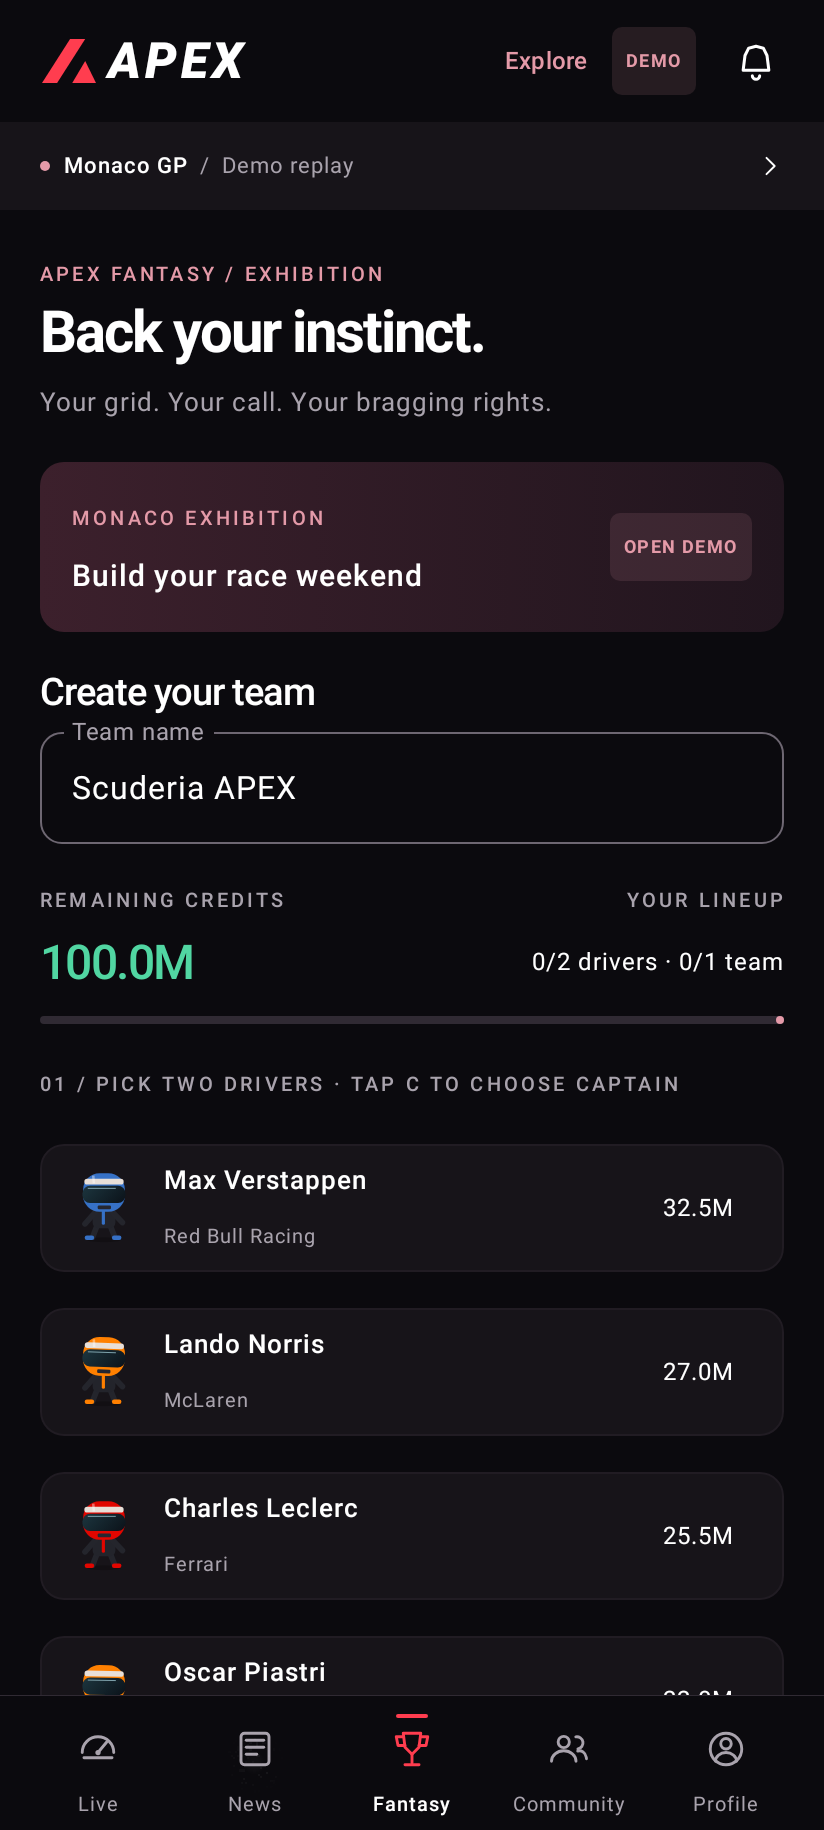 APEX
Explore
DEMO
Monaco GP / Demo replay
APEX FANTASY / EXHIBITION
Back your instinct.
Your grid. Your call. Your bragging rights.
MONACO EXHIBITION
Build your race weekend
OPEN DEMO
Create your team
Team name
Scuderia APEX
REMAINING CREDITS
YOUR LINEUP
100.0M
0/2 drivers · 0/1 team
01 / PICK TWO DRIVERS · TAP C TO CHOOSE CAPTAIN
Max Verstappen
Red Bull Racing
32.5M
Lando Norris
McLaren
27.0M
Charles Leclerc
Ferrari
25.5M
Oscar Piastri
Live
News
Fantasy
Community
Profile